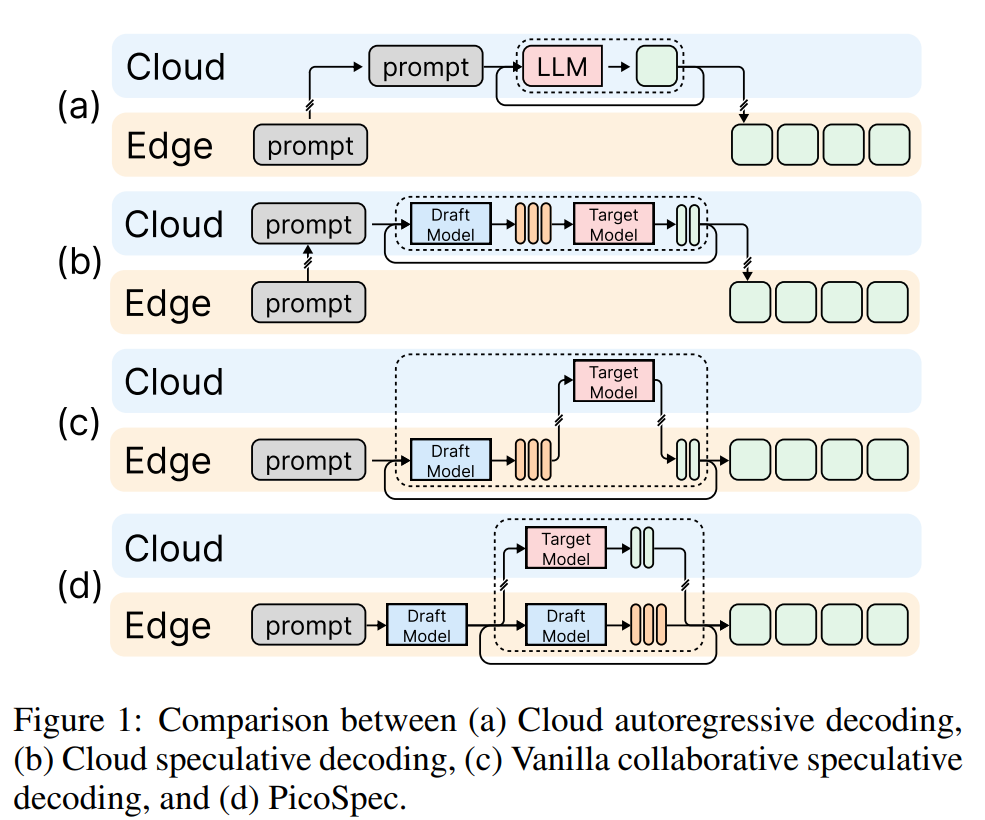 Cloud
prompt
LLM
(a)
Edge
prompt
Cloud
prompt
Draft
Model
Target
Model
(b)
Edge
prompt
Cloud
Target
Model
(c)
Edge
prompt
Draft
Model
Cloud
Target
Model
(d)
Edge
prompt
Draft
Model
Draft
Model
Figure 1: Comparison between (a) Cloud autoregressive decoding,
(b) Cloud speculative decoding, (c) Vanilla collaborative speculative
decoding, and (d) PicoSpec.